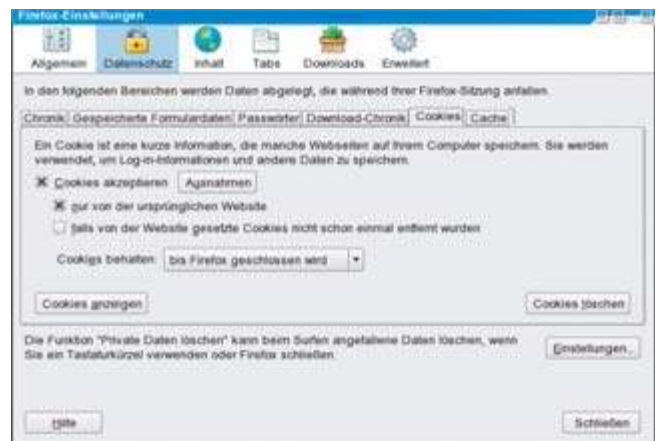 Firefox-Einstellungen
Allgemein Datenschutz Inhalt Tabs Downloads Erweitert
In den folgenden Bereichen werden Daten abgelegt, die während Ihrer Firefox-Sitzung anfallen.
Chronik Gespeicherte Formulardaten Passwörter Download-Chronik Cookies Cache
Ein Cookie ist eine kurze Information, die manche Webseiten auf Ihrem Computer speichern. Sie werden
verwendet, um Log-in-Informationen und andere Daten zu speichern.
Cookies akzeptieren Ausnahmen
nur von der ursprünglichen Website
falls von der Website gesetzte Cookies nicht schon einmal entfernt wurden
Cookies behalten: bis Firefox geschlossen wird
Cookies anzeigen Cookies löschen
Die Funktion "Private Daten löschen" kann beim Surfen angefallene Daten löschen, wenn
Sie ein Tastaturkürzel verwenden oder Firefox schließen.
Einstellungen...
Hilfe Schließen